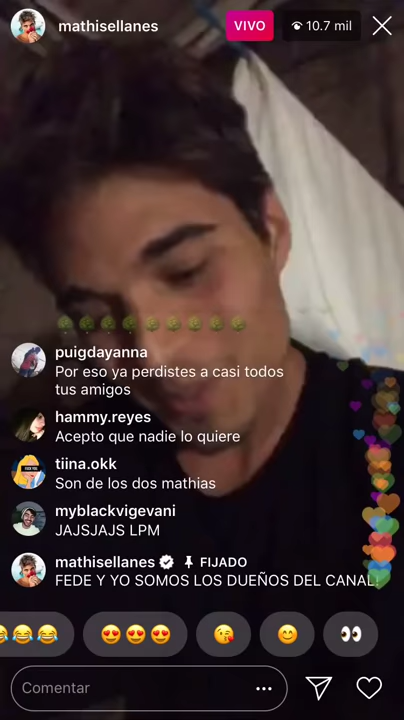 mathisellanes
VIVO
10.7 mil
puigdayanna
Por eso ya perdistes a casi todos
tus amigos
hammy.reyes
Acepto que nadie lo quiere
tiina.okk
Son de los dos mathias
myblackvigevani
JAJSJAJS LPM
mathisellanes FIJADO
FEDE Y YO SOMOS LOS DUEÑOS DEL CANAL!
Comentar